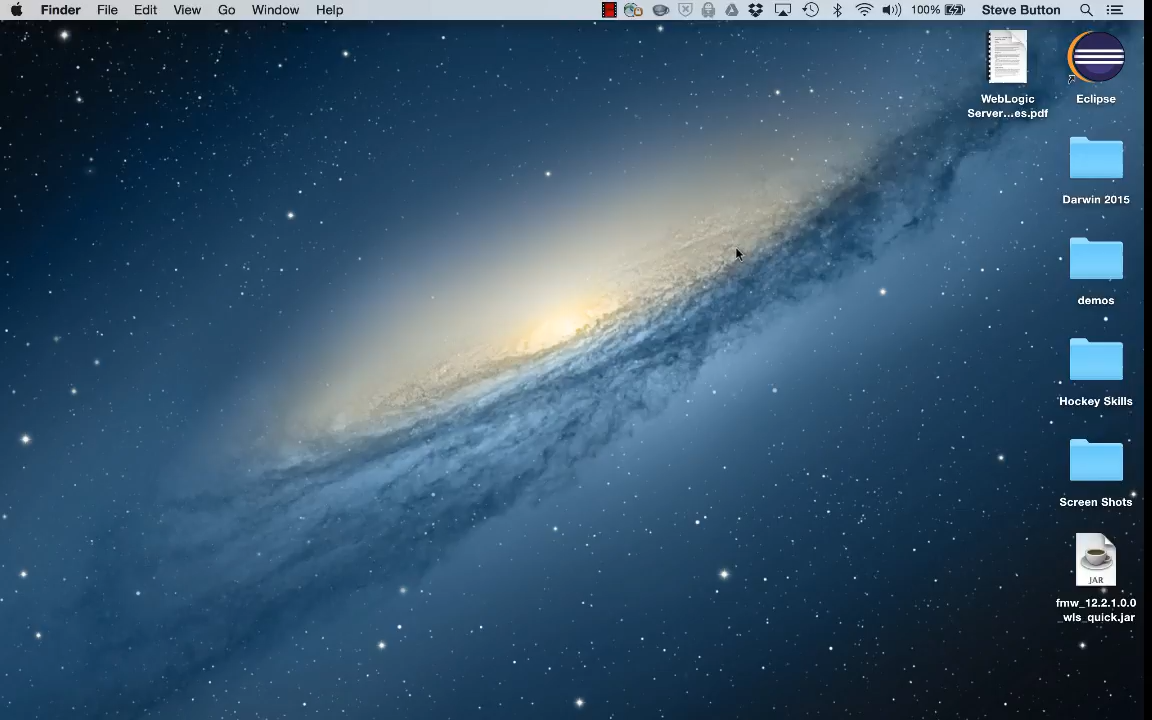 Finder File Edit View Go Window Help 100% Steve Button
WebLogic
Server...es.pdf
Eclipse
Darwin 2015
demos
Hockey Skills
Screen Shots
JAR
fmw_12.2.1.0.0
_wls_quick.jar